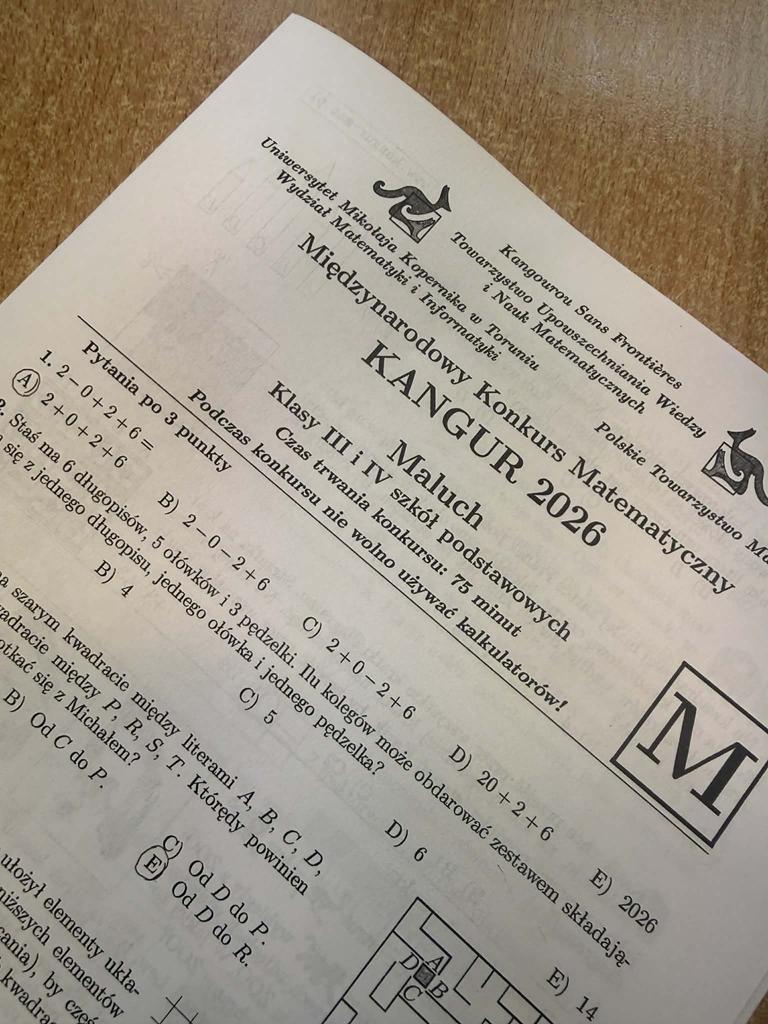 Uniwersytet Mikołaja Kopernika w Toruniu
Wydział Matematyki i Informatyki
Kangourou Sans Frontières
Towarzystwo Upowszechniania Wiedzy
i Nauk Matematycznych
Polskie Towarzystwo
Międzynarodowy Konkurs Matematyczny
KANGUR 2026
Maluch
Klasy III i IV szkół podstawowych
Czas trwania konkursu: 75 minut
Podczas konkursu nie wolno używać kalkulatorów!
M
Pytania po 3 punkty
1. 2−0+2+6=
A) 2+0+2+6 B) 2−0−2+6 C) 2+0−2+6 D) 20+2+6 E) 2026
Staś ma 6 długopisów, 5 ołówków i 3 pędzelki. Ilu kolegów może obdarować zestawem składają-
się z jednego długopisu, jednego ołówka i jednego pędzelka?
B) 4 C) 5 D) 6 E) 14
szarym kwadracie między literami A, B, C, D,
między P, R, S, T. Którędy powinien
się z Michałem?
B) Od C do P. C) Od D do P.
E) Od D do R.
A
D B
C
ułożył elementy ukła-
elementów
by